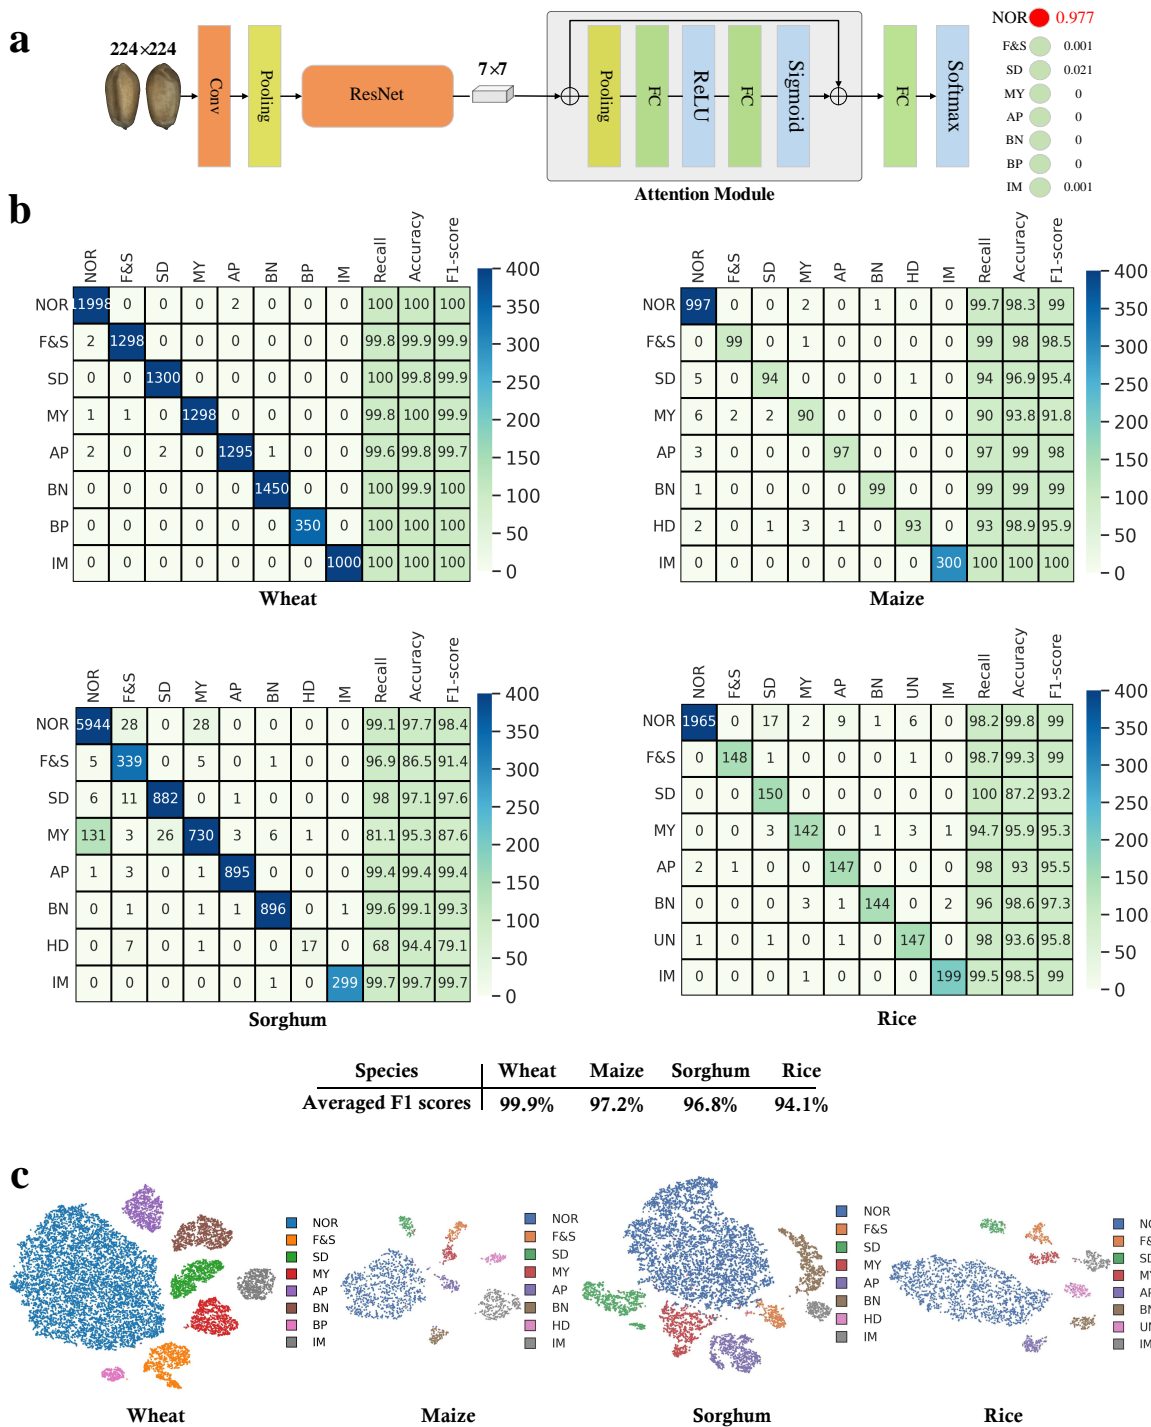 a
224×224
Conv
Pooling
ResNet
7×7
Pooling
FC
ReLU
FC
Sigmoid
Attention Module
FC
Softmax
NOR 0.977
F&S 0.001
SD 0.021
MY 0
AP 0
BN 0
BP 0
IM 0.001
b
NOR F&S SD MY AP BN BP IM Recall Accuracy F1-score
NOR 11998 0 0 0 2 0 0 0 100 100 100
F&S 2 1298 0 0 0 0 0 0 99.8 99.9 99.9
SD 0 0 1300 0 0 0 0 0 100 99.8 99.9
MY 1 1 0 1298 0 0 0 0 99.8 100 99.9
AP 2 0 2 0 1295 1 0 0 99.6 99.8 99.7
BN 0 0 0 0 0 1450 0 0 100 99.9 100
BP 0 0 0 0 0 0 350 0 100 100 100
IM 0 0 0 0 0 0 0 1000 100 100 100
400
350
300
250
200
150
100
50
0
Wheat
NOR F&S SD MY AP BN HD IM Recall Accuracy F1-score
NOR 997 0 0 2 0 1 0 0 99.7 98.3 99
F&S 0 99 0 1 0 0 0 0 99 98 98.5
SD 5 0 94 0 0 0 1 0 94 96.9 95.4
MY 6 2 2 90 0 0 0 0 90 93.8 91.8
AP 3 0 0 0 97 0 0 0 97 99 98
BN 1 0 0 0 0 99 0 0 99 99 99
HD 2 0 1 3 1 0 93 0 93 98.9 95.9
IM 0 0 0 0 0 0 0 300 100 100 100
400
350
300
250
200
150
100
50
0
Maize
NOR F&S SD MY AP BN HD IM Recall Accuracy F1-score
NOR 5944 28 0 28 0 0 0 0 99.1 97.7 98.4
F&S 5 339 0 5 0 1 0 0 96.9 86.5 91.4
SD 6 11 882 0 1 0 0 0 98 97.1 97.6
MY 131 3 26 730 3 6 1 0 81.1 95.3 87.6
AP 1 3 0 1 895 0 0 0 99.4 99.4 99.4
BN 0 1 0 1 1 896 0 1 99.6 99.1 99.3
HD 0 7 0 1 0 0 17 0 68 94.4 79.1
IM 0 0 0 0 0 1 0 299 99.7 99.7 99.7
400
350
300
250
200
150
100
50
0
Sorghum
NOR F&S SD MY AP BN UN IM Recall Accuracy F1-score
NOR 1965 0 17 2 9 1 6 0 98.2 99.8 99
F&S 0 148 1 0 0 0 1 0 98.7 99.3 99
SD 0 0 150 0 0 0 0 0 100 87.2 93.2
MY 0 0 3 142 0 1 3 1 94.7 95.9 95.3
AP 2 1 0 0 147 0 0 0 98 93 95.5
BN 0 0 0 3 1 144 0 2 96 98.6 97.3
UN 1 0 1 0 1 0 147 0 98 93.6 95.8
IM 0 0 0 1 0 0 0 199 99.5 98.5 99
400
350
300
250
200
150
100
50
0
Rice
Species Wheat Maize Sorghum Rice
Averaged F1 scores 99.9% 97.2% 96.8% 94.1%
c
NOR
F&S
SD
MY
AP
BN
BP
IM
Wheat
NOR
F&S
SD
MY
AP
BN
HD
IM
Maize
NOR
F&S
SD
MY
AP
BN
HD
IM
Sorghum
NO
F&
SD
MY
AP
BN
UN
IM
Rice